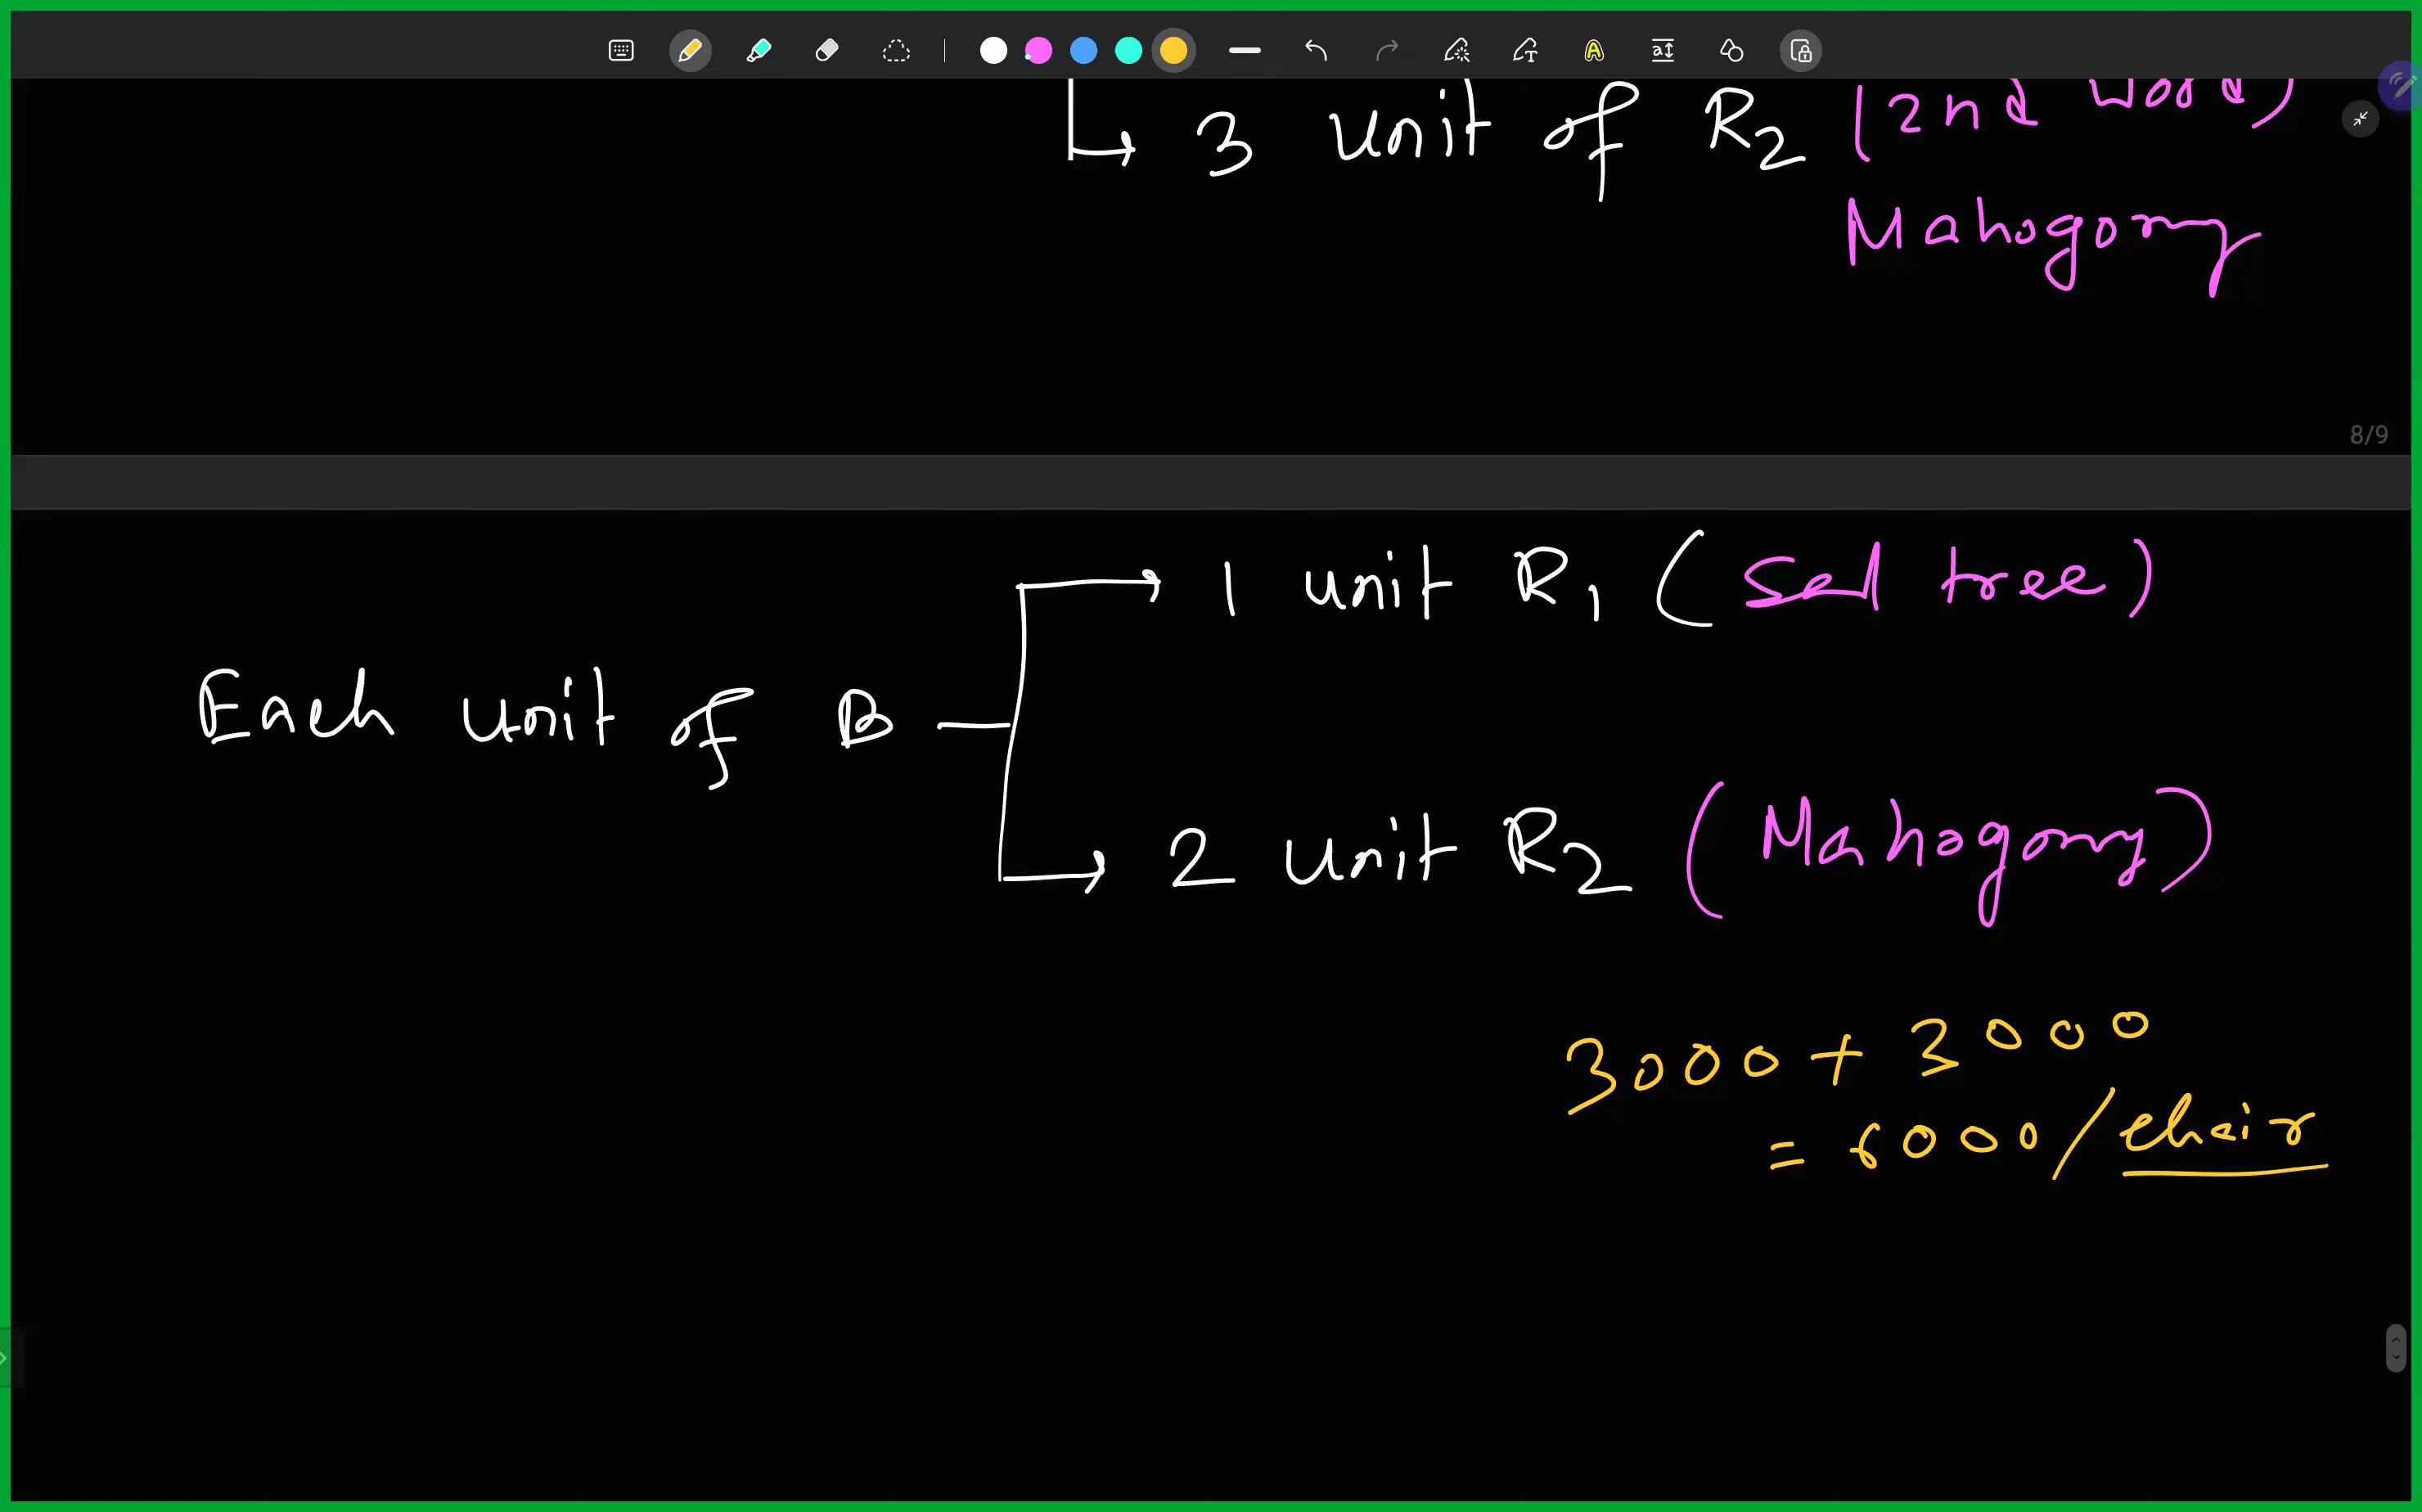 3 unit of R2 (2nd wood)
Mahogony
8/9
1 unit R1 (Sal tree)
Each unit of B
2 unit R2 (Mahogony)
3000 + 3000
= 6000/chair